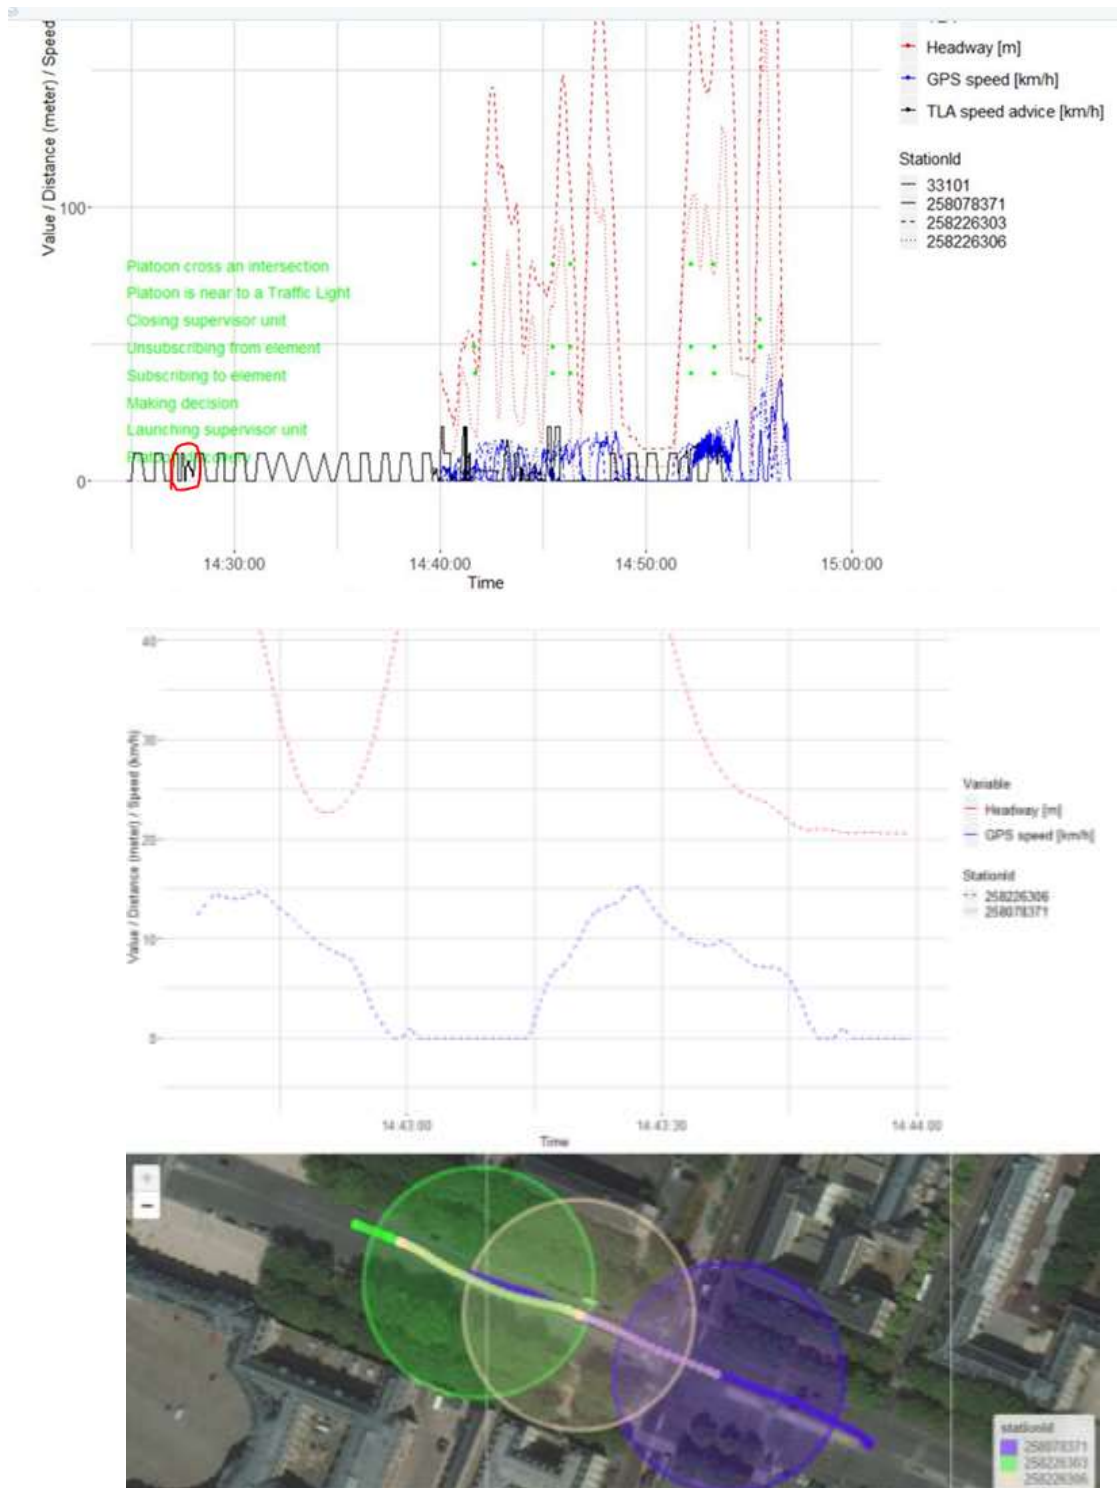 Value / Distance (meter) / Speed
100
0
Platoon cross an intersection
Platoon is near to a Traffic Light
Closing supervisor unit
Unsubscribing from element
Subscribing to element
Making decision
Launching supervisor unit
14:30:00
14:40:00
14:50:00
15:00:00
Time
Headway [m]
GPS speed [km/h]
TLA speed advice [km/h]
StationId
33101
258078371
258226303
258226306
Value / Distance (meter) / Speed (km/h)
40
30
20
10
0
14:43:00
14:43:30
14:44:00
Time
Variable
Headway [m]
GPS speed [km/h]
StationId
258226306
258078371
+
−
stationId
258078371
258226303
258226306